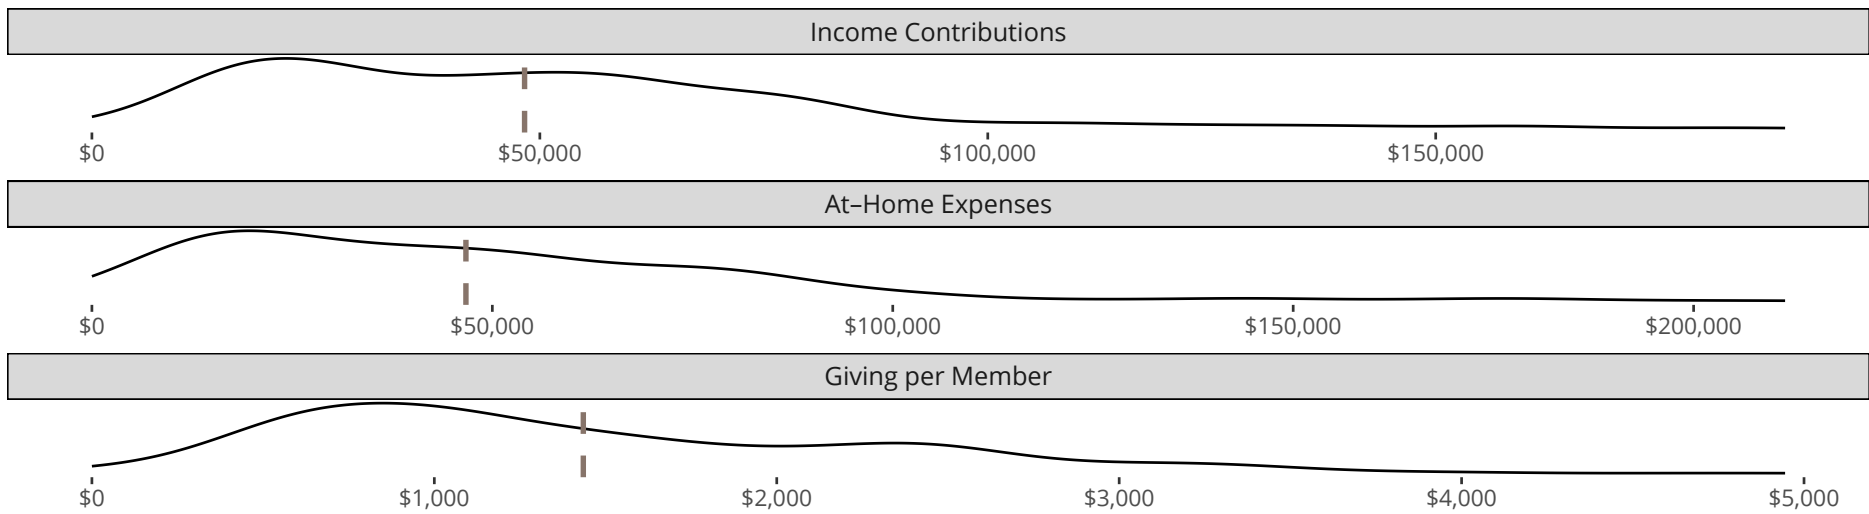 Income Contributions
$0 $50,000 $100,000 $150,000
At–Home Expenses
$0 $50,000 $100,000 $150,000 $200,000
Giving per Member
$0 $1,000 $2,000 $3,000 $4,000 $5,000